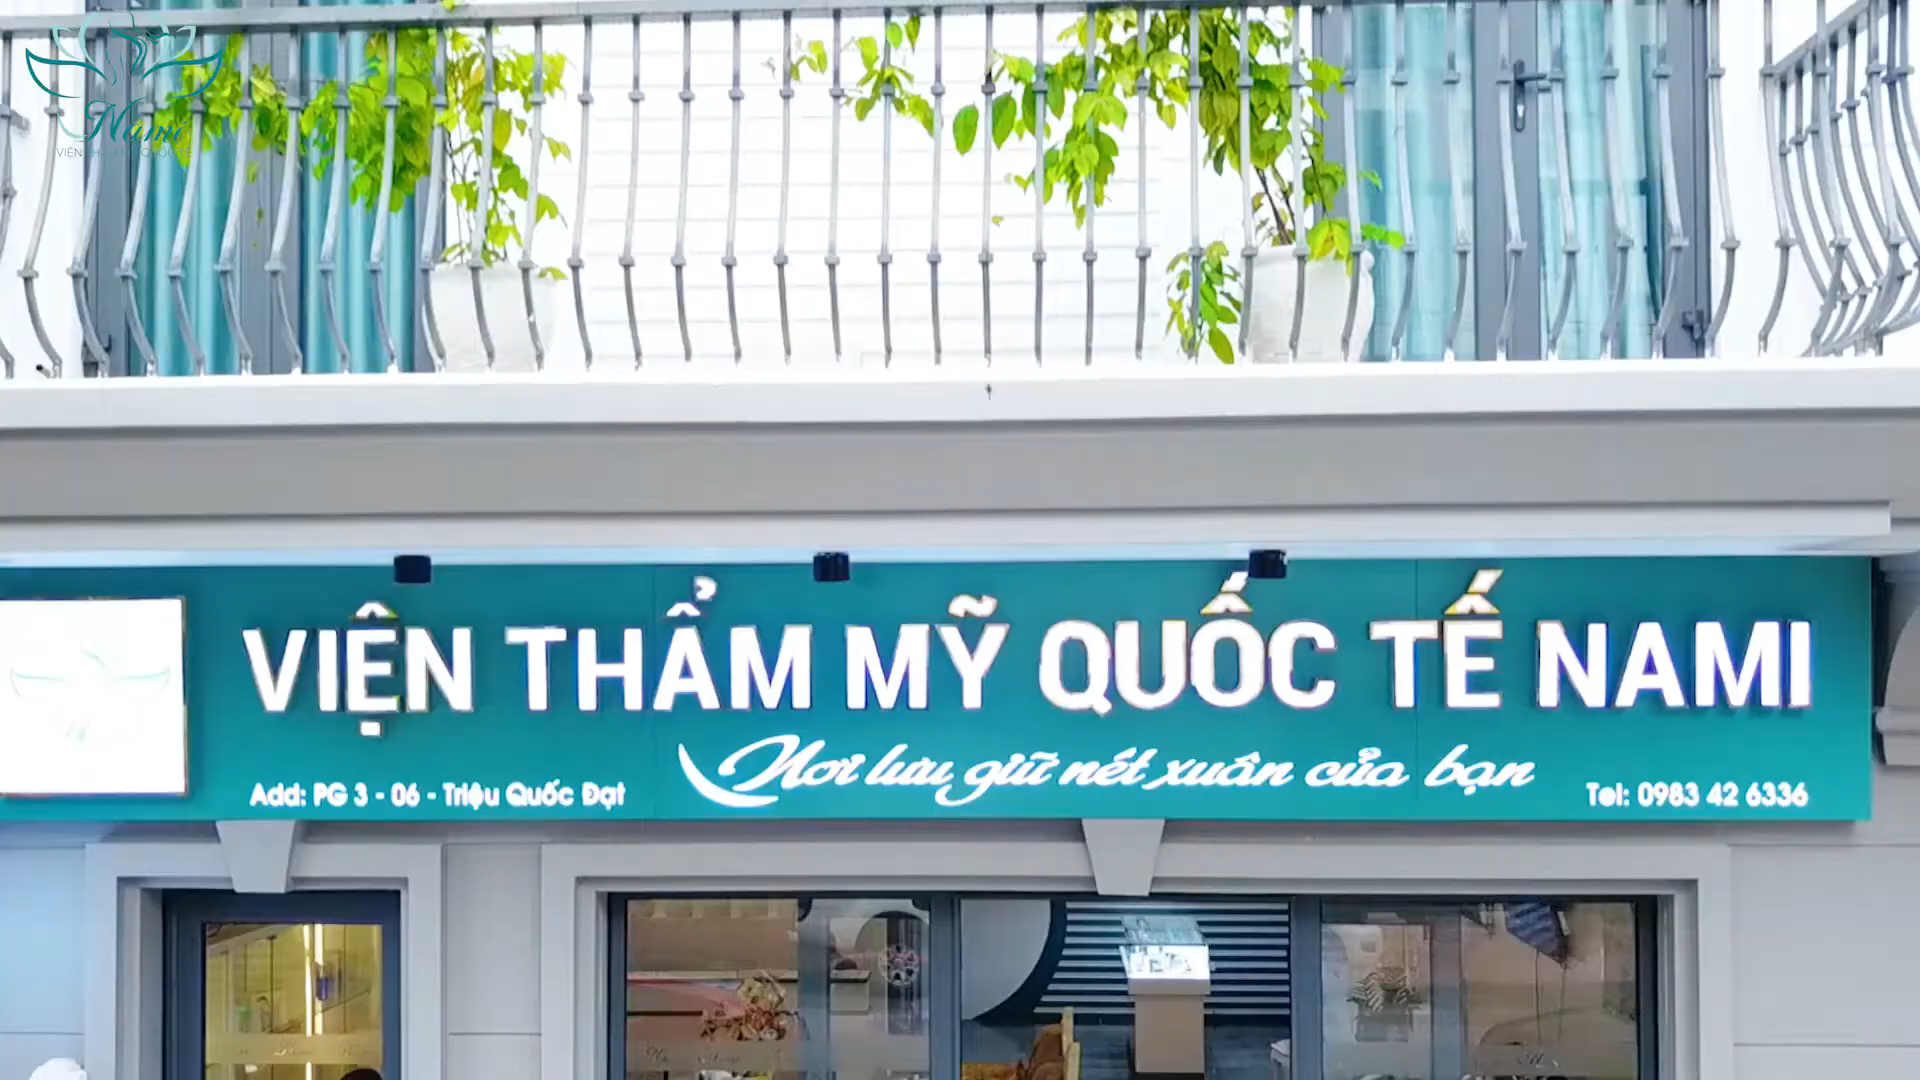 Nami
VIỆN THẨM MỸ QUỐC TẾ NAMI
Nơi lưu giữ nét xuân của bạn
Add: PG 3 - 06 - Triệu Quốc Đạt
Tel: 0983 42 6336